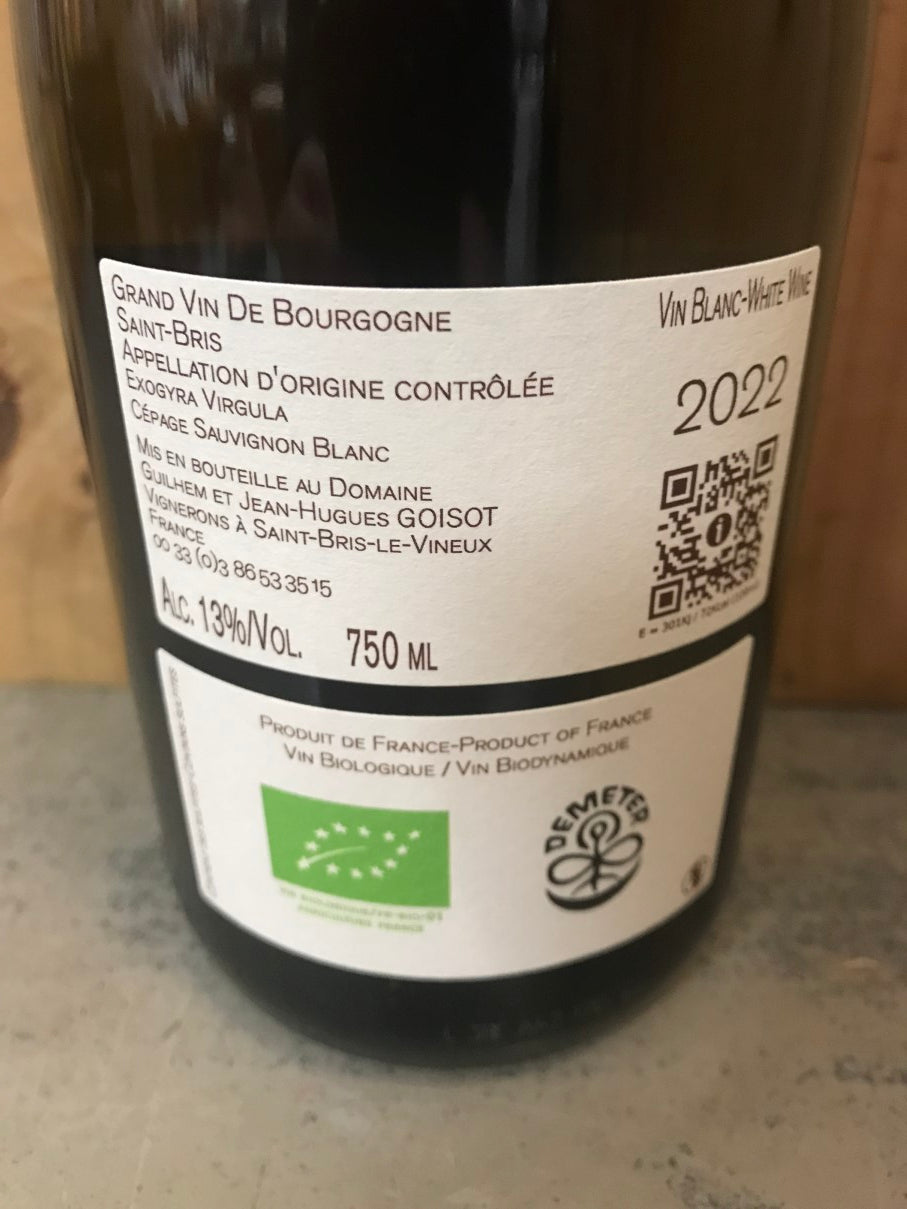 GRAND VIN DE BOURGOGNE
SAINT-BRIS
APPELLATION D'ORIGINE CONTRÔLÉE
EXOGYRA VIRGULA
CÉPAGE SAUVIGNON BLANC
MIS EN BOUTEILLE AU DOMAINE
GUILHEM ET JEAN-HUGUES GOISOT
VIGNERONS À SAINT-BRIS-LE-VINEUX
FRANCE
00 33 (0)3 86 53 35 15
ALC. 13%/VOL. 750 ML
VIN BLANC-WHITE WINE
2022
i
PRODUIT DE FRANCE-PRODUCT OF FRANCE
VIN BIOLOGIQUE / VIN BIODYNAMIQUE
DEMETER
AGRICULTURE FRANCE